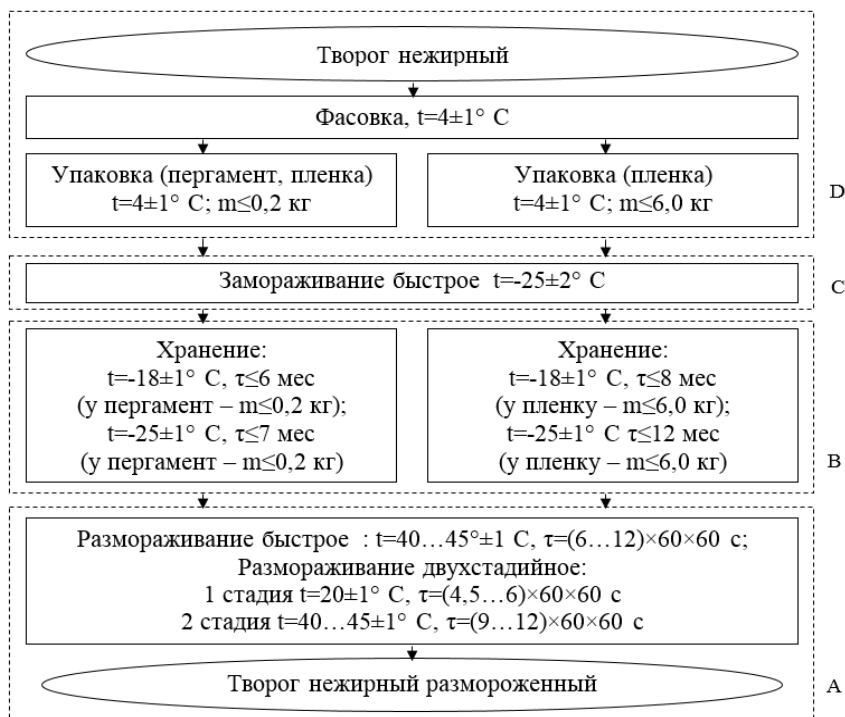 Творог нежирный
Фасовка, t=4±1° С
Упаковка (пергамент, пленка)
t=4±1° С; m≤0,2 кг
Упаковка (пленка)
t=4±1° С; m≤6,0 кг
D
Замораживание быстрое t=-25±2° С
C
Хранение:
t=-18±1° С, τ≤6 мес
(у пергамент – m≤0,2 кг);
t=-25±1° С, τ≤7 мес
(у пергамент – m≤0,2 кг)
Хранение:
t=-18±1° С, τ≤8 мес
(у пленку – m≤6,0 кг);
t=-25±1° С τ≤12 мес
(у пленку – m≤6,0 кг)
B
Размораживание быстрое : t=40…45°±1 С, τ=(6…12)×60×60 с;
Размораживание двухстадийное:
1 стадия t=20±1° С, τ=(4,5…6)×60×60 с
2 стадия t=40…45±1° С, τ=(9…12)×60×60 с
Творог нежирный размороженный
A